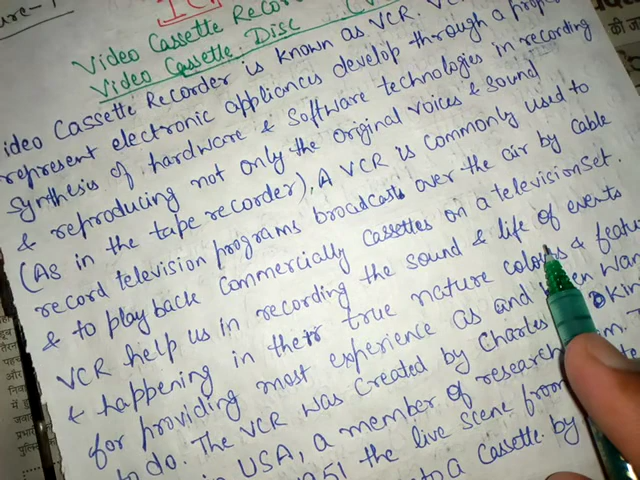 Video Cassette Recor
Video Cassette. Disc
ideo Cassette Recorder is known as VCR.
represent electronic appliances develop through a prope
synthesis of hardware & software technologies in recording
& reproducing not only the original voices & sound
(As in the tape recorder), A VCR is commonly used to
record television programs broadcasts over the air by cable
& to play back commercially cassettes on a television set.
VCR help us in recording the sound & life of events
& happening in their true nature colours & featu
for providing most experience as and when wan
to do. The VCR was created by Charles
in USA, a member of research
1951 the live scene from
to a cassette. by